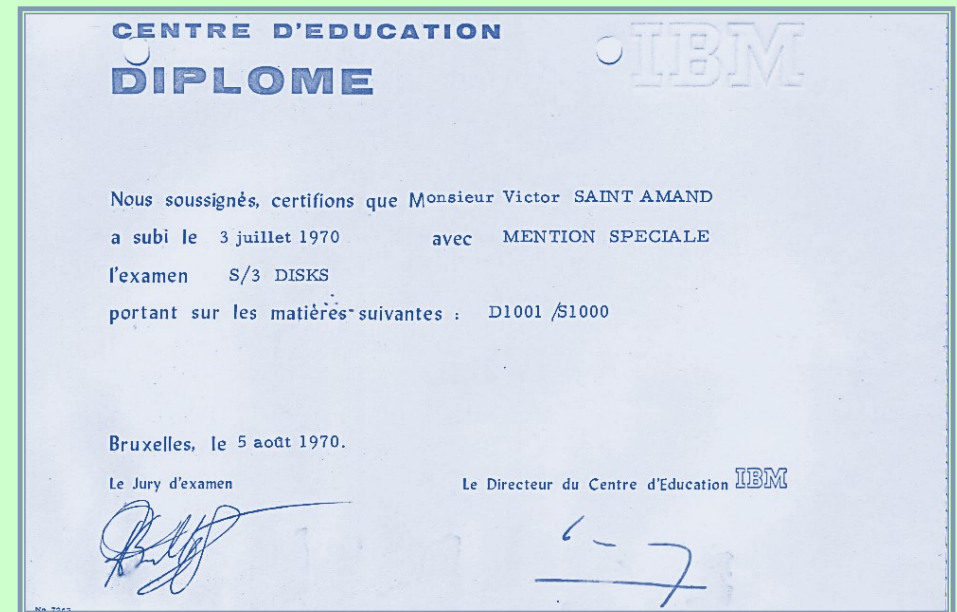 CENTRE D'EDUCATION
IBM
DIPLOME
Nous soussignés, certifions que Monsieur Victor SAINT AMAND
a subi le 3 juillet 1970 avec MENTION SPECIALE
l'examen S/3 DISKS
portant sur les matières suivantes : D1001 /S1000
Bruxelles, le 5 août 1970.
Le Jury d'examen
Le Directeur du Centre d'Education IBM